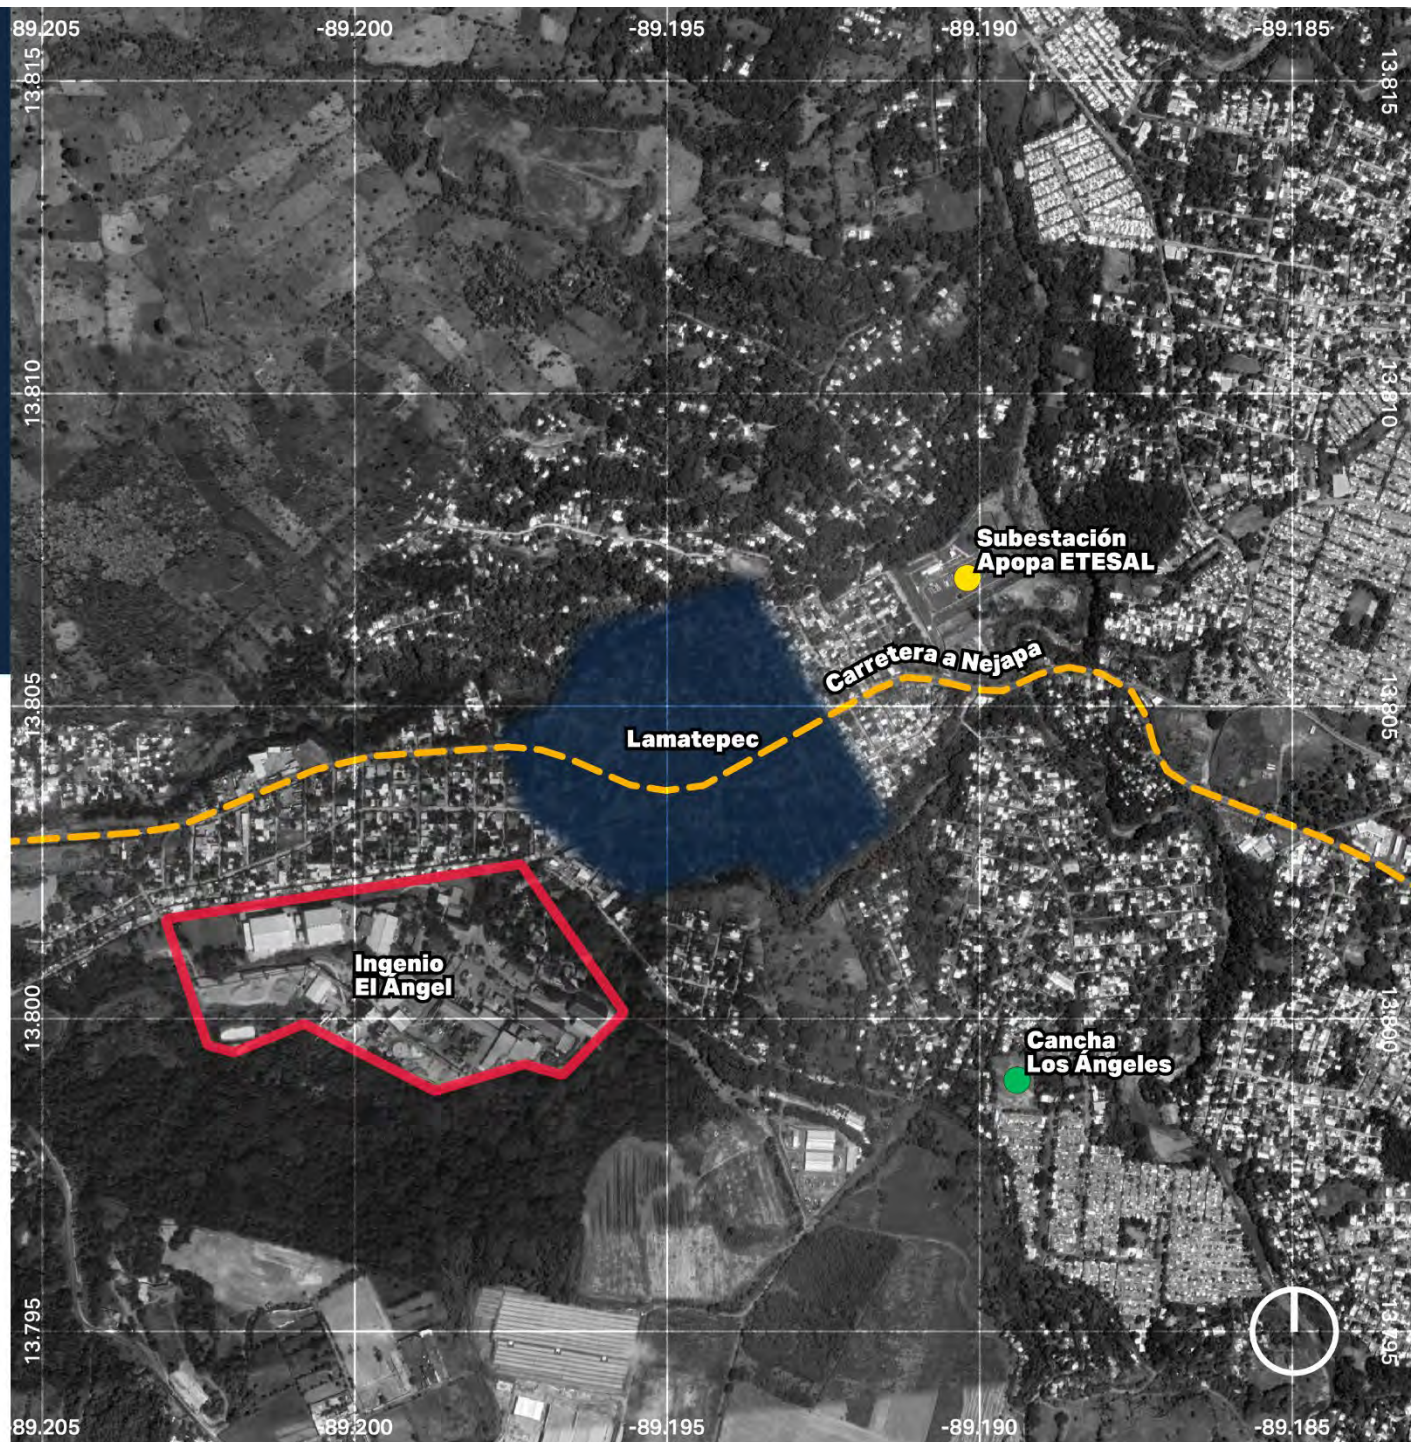 -89.205
-89.200
-89.195
-89.190
-89.185
13.815
13.815
13.810
13.810
Subestación
Apopa ETESAL
Carretera a Nejapa
13.805
13.805
Lamatepec
Ingenio
El Ángel
13.800
13.800
Cancha
Los Ángeles
13.795
13.795
-89.205
-89.200
-89.195
-89.190
-89.185